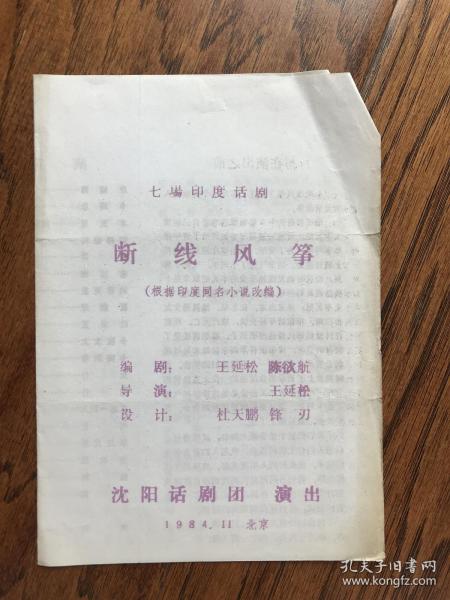 七場印度话剧
断线风筝
（根据印度同名小说改编）
编剧： 王延松 陈欲航
导演： 王延松
设计： 杜天鹏 锋刃
沈阳话剧团 演出
1984.11 北京
孔夫子旧书网
www.kongfz.com